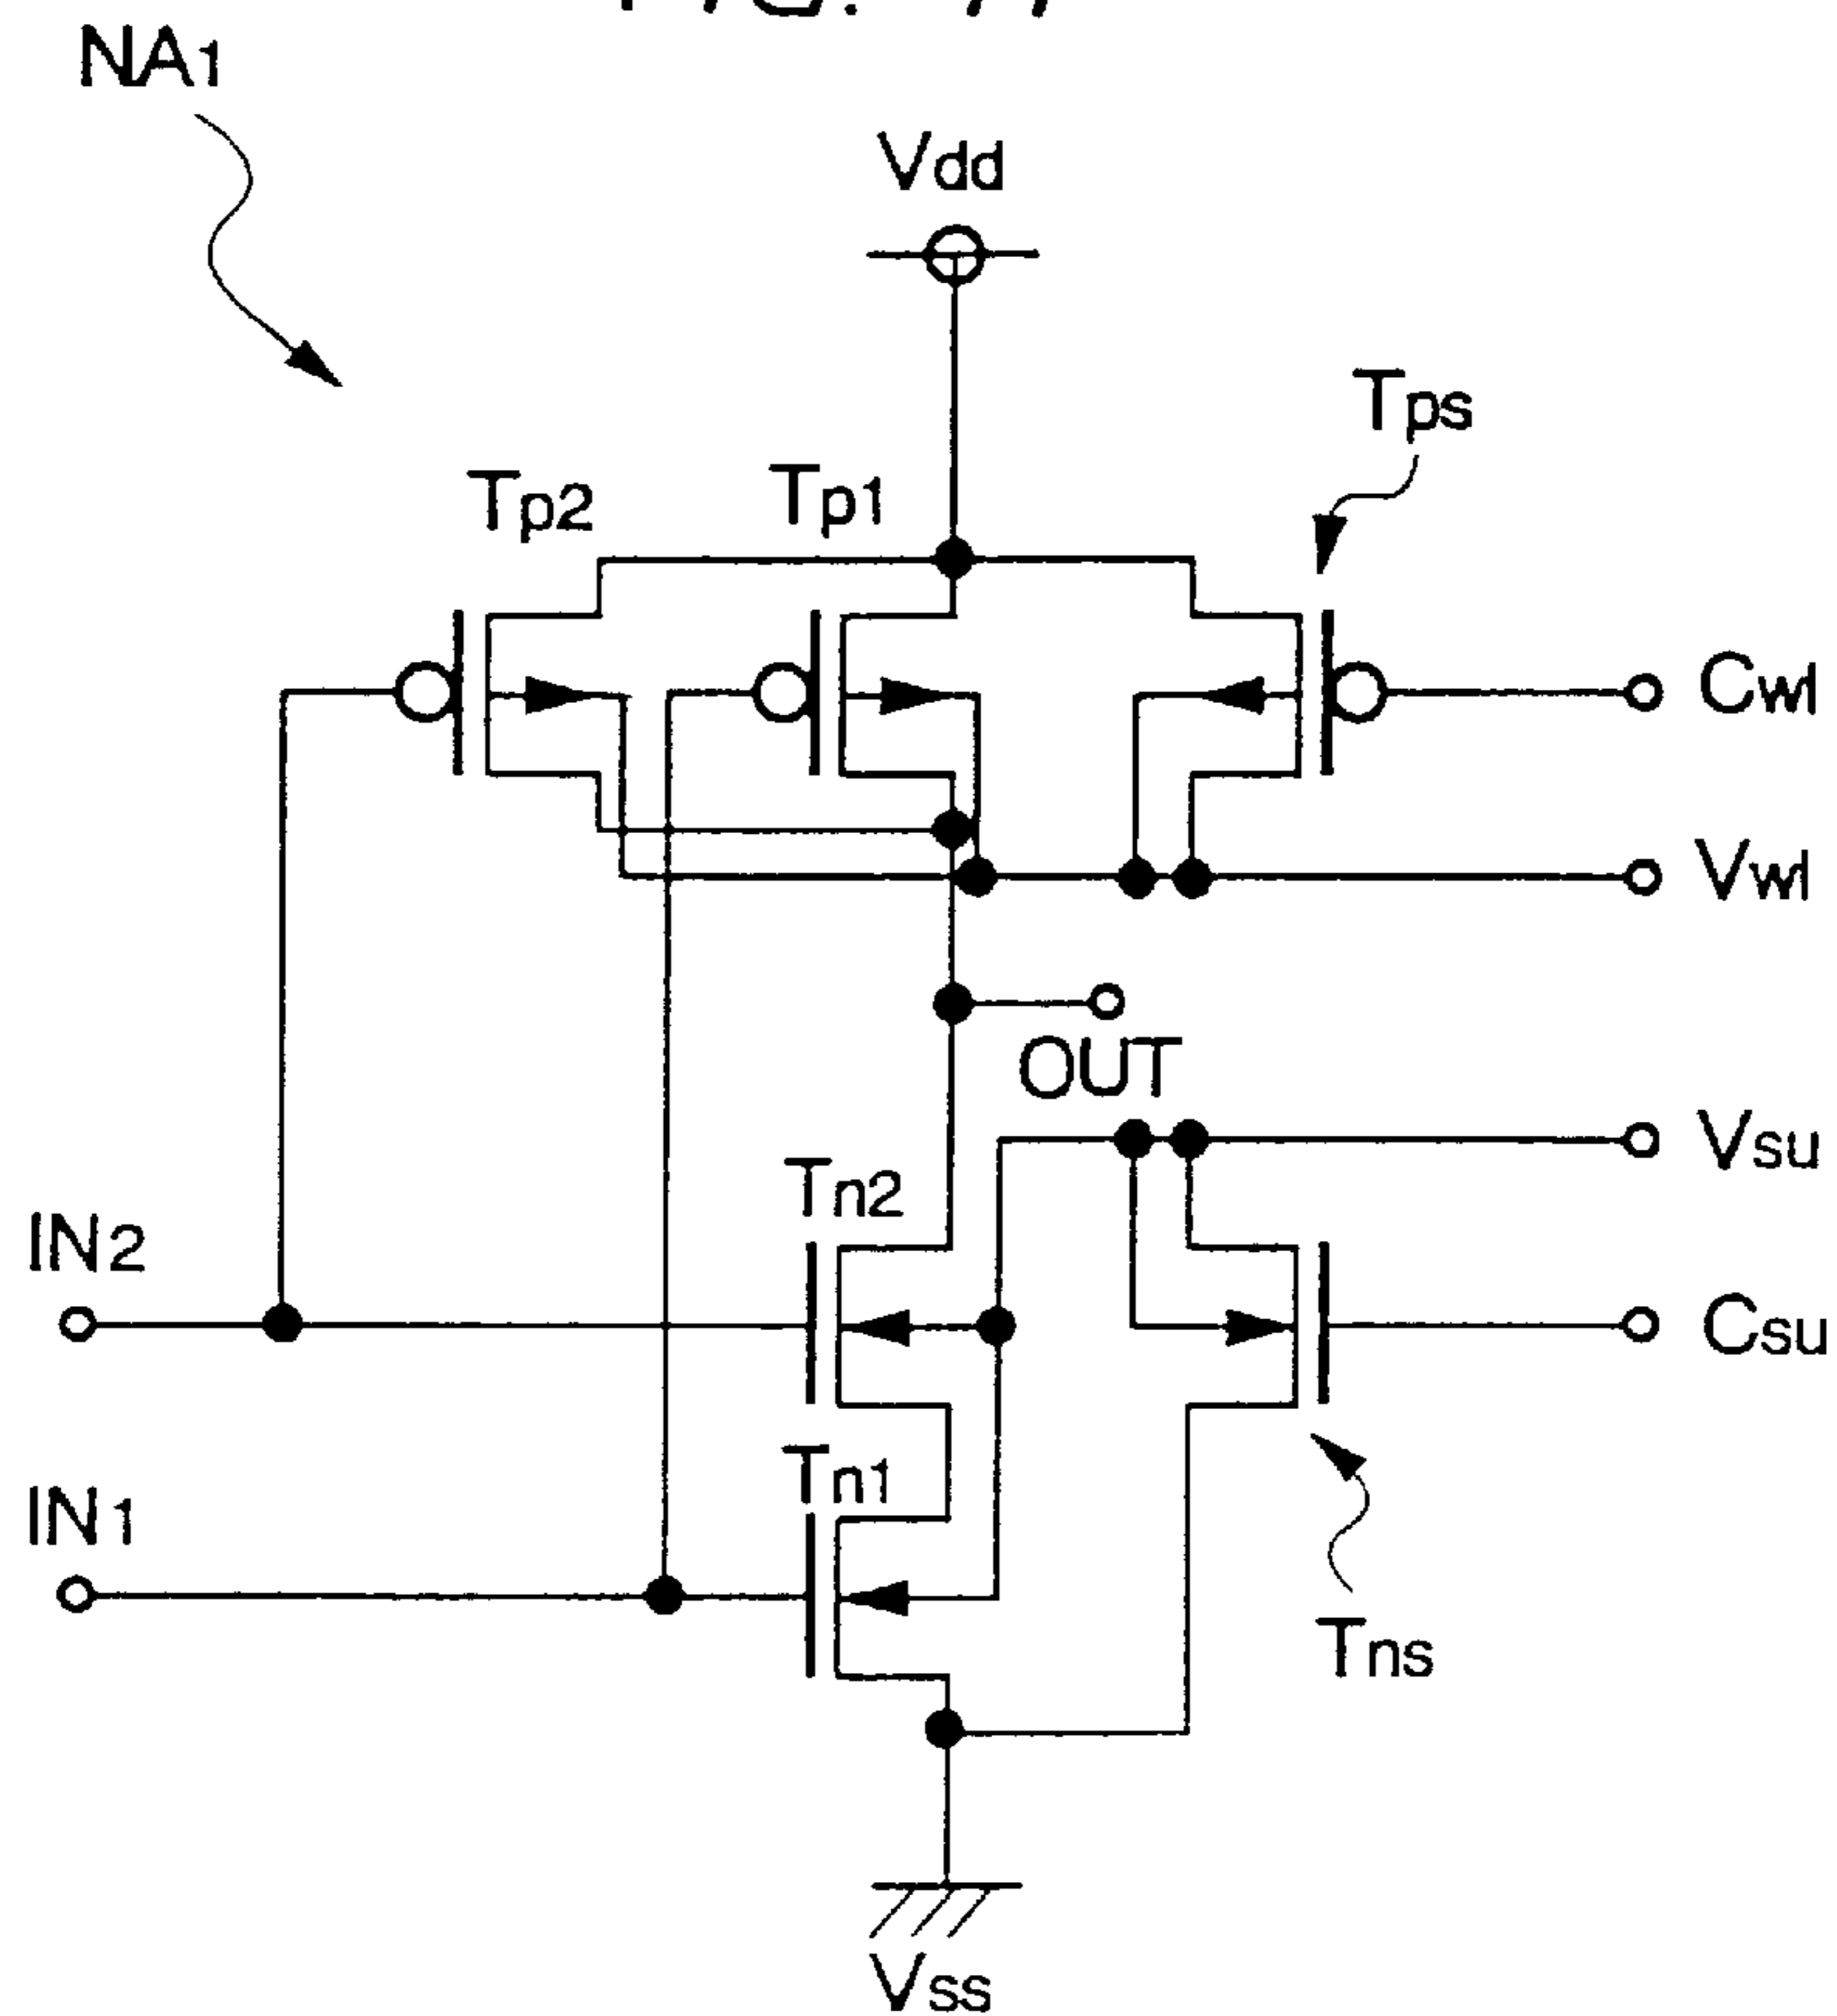 NA1
Vdd
Tps
Tp2
Tp1
Cwl
Vwl
OUT
Vsu
Tn2
IN2
Csu
Tn1
IN1
Tns
Vss